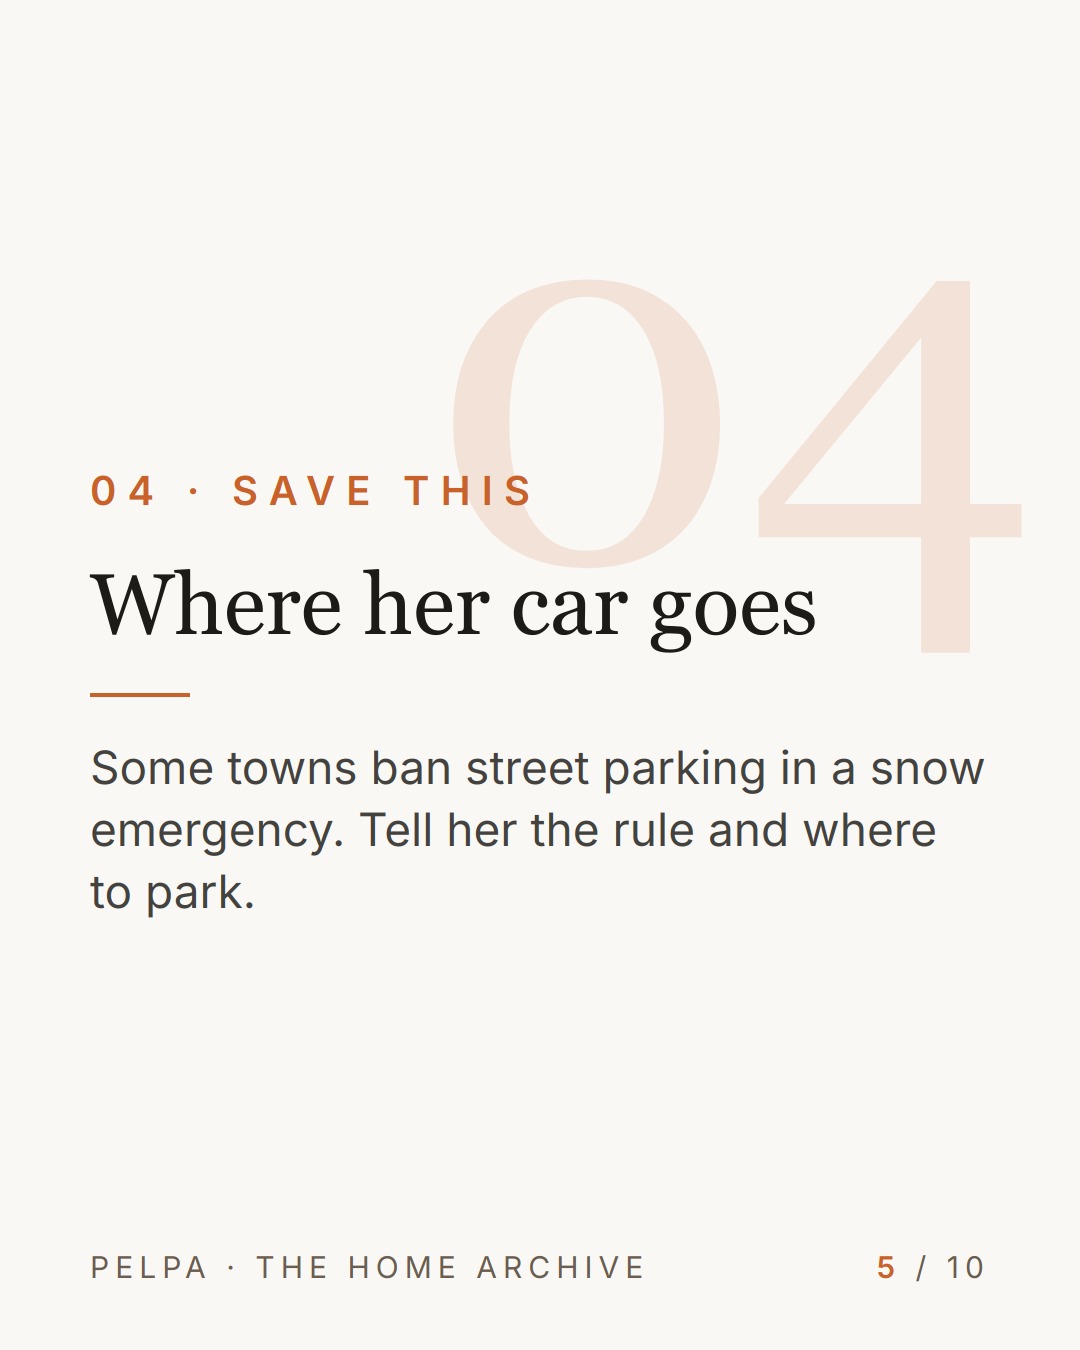 04
04 · SAVE THIS
Where her car goes
Some towns ban street parking in a snow
emergency. Tell her the rule and where
to park.
PELPA · THE HOME ARCHIVE
5 / 10